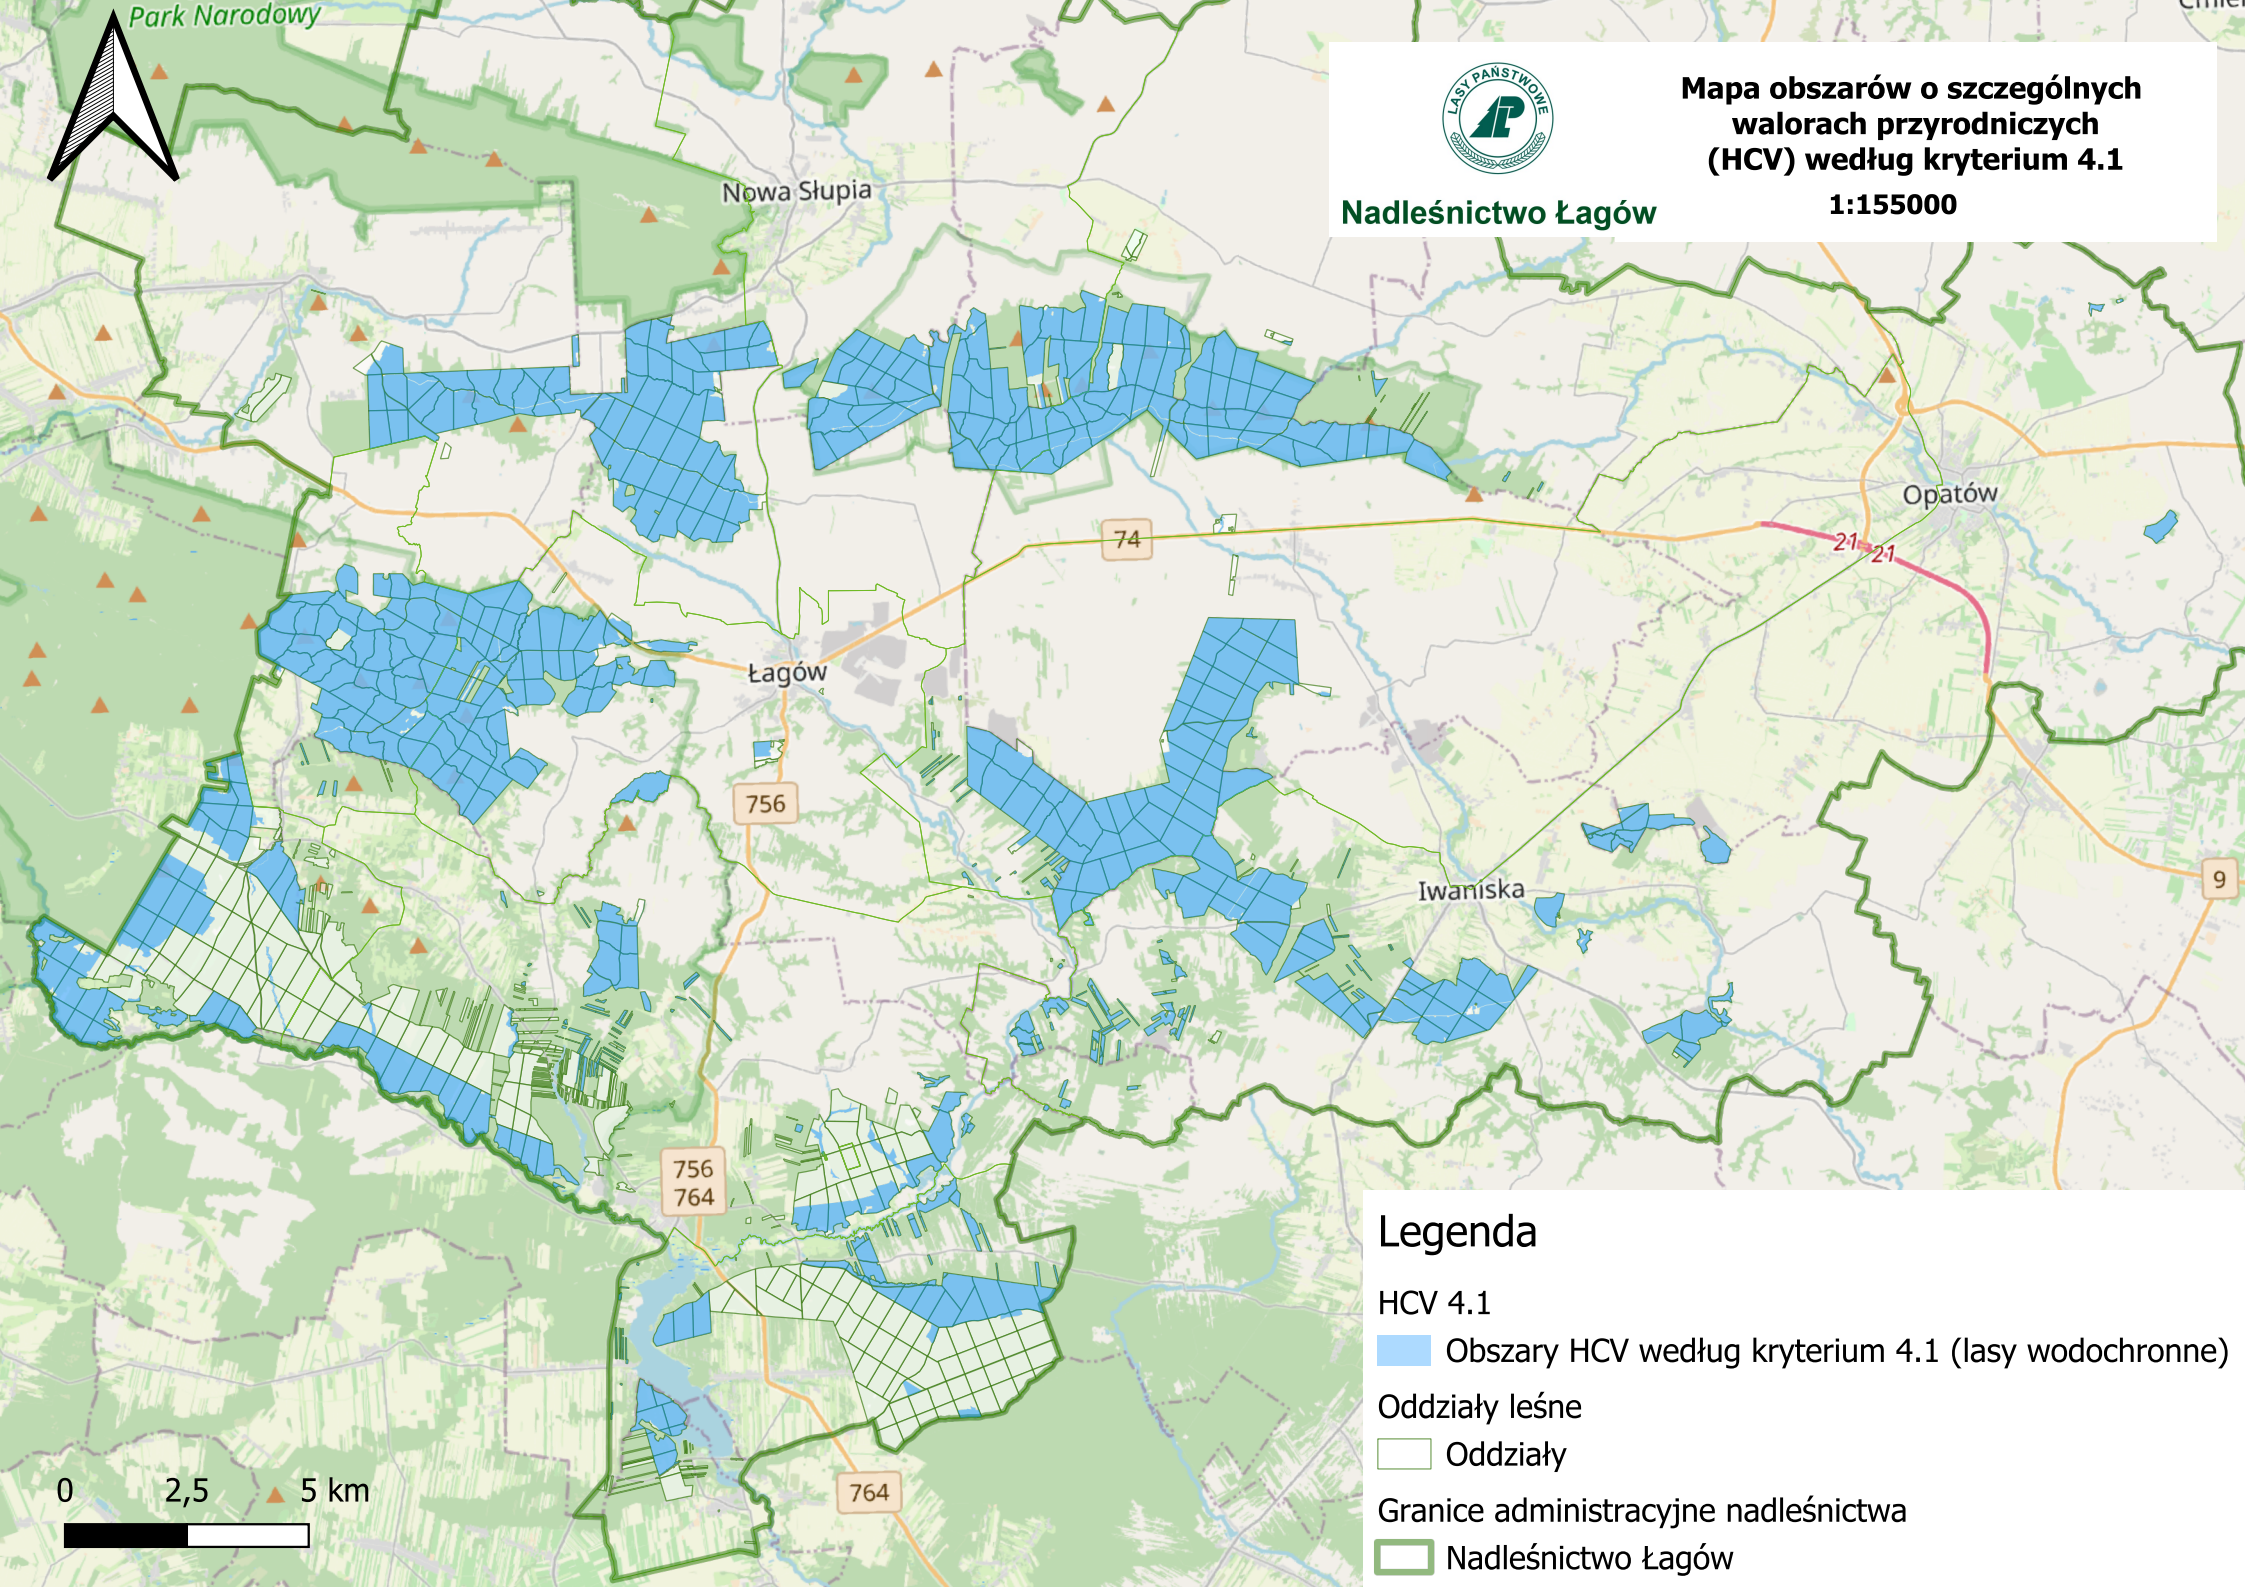 Park Narodowy
Cmiel
LASY PAŃSTWOWE
Nadleśnictwo Łagów
Mapa obszarów o szczególnych
walorach przyrodniczych
(HCV) według kryterium 4.1
1:155000
Nowa Słupia
Opatów
74
21
21
Łagów
756
Iwaniska
9
756
764
764
Legenda
HCV 4.1
Obszary HCV według kryterium 4.1 (lasy wodochronne)
Oddziały leśne
Oddziały
Granice administracyjne nadleśnictwa
Nadleśnictwo Łagów
0
2,5
5 km